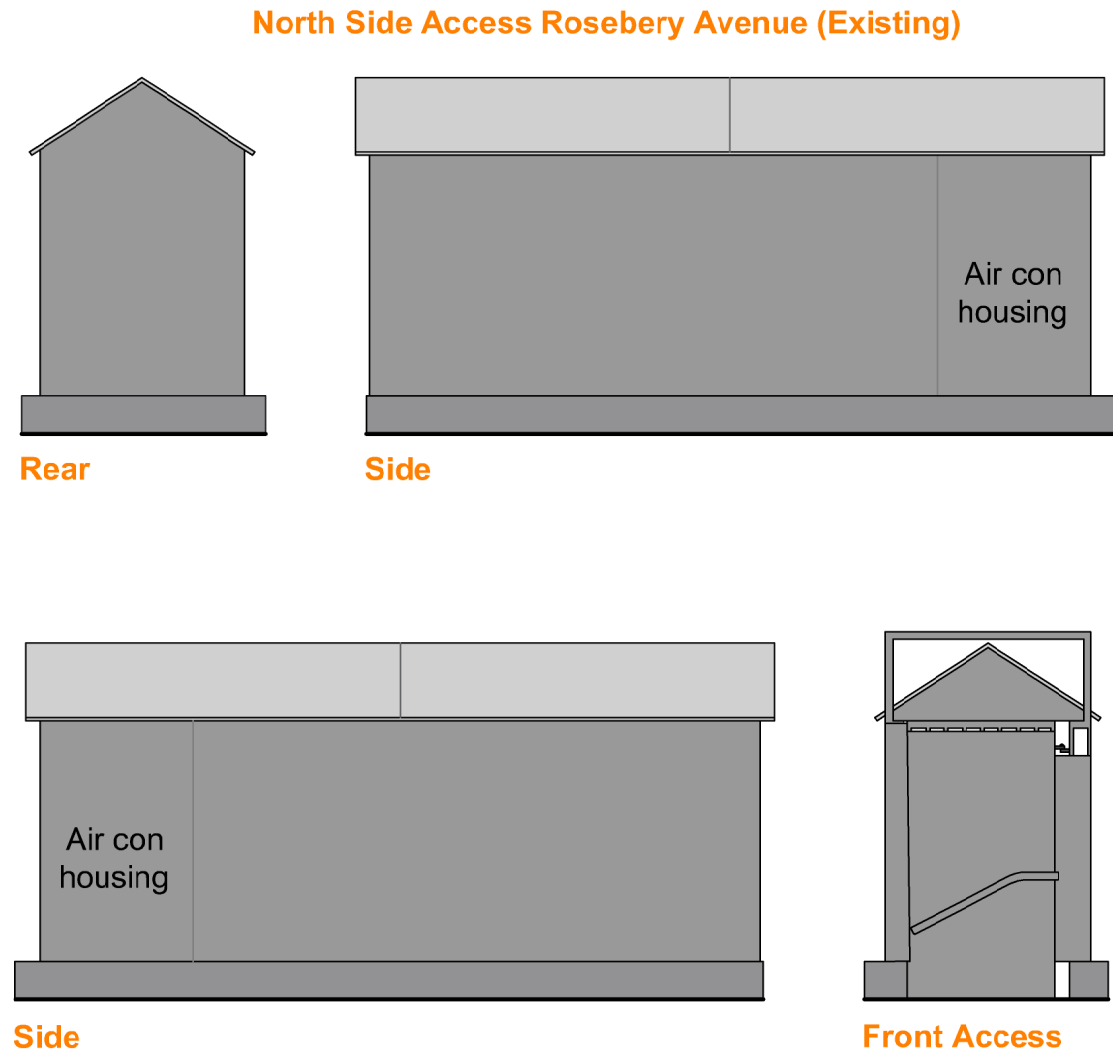 North Side Access Rosebery Avenue (Existing)
Air con
housing
Rear
Side
Air con
housing
Side
Front Access